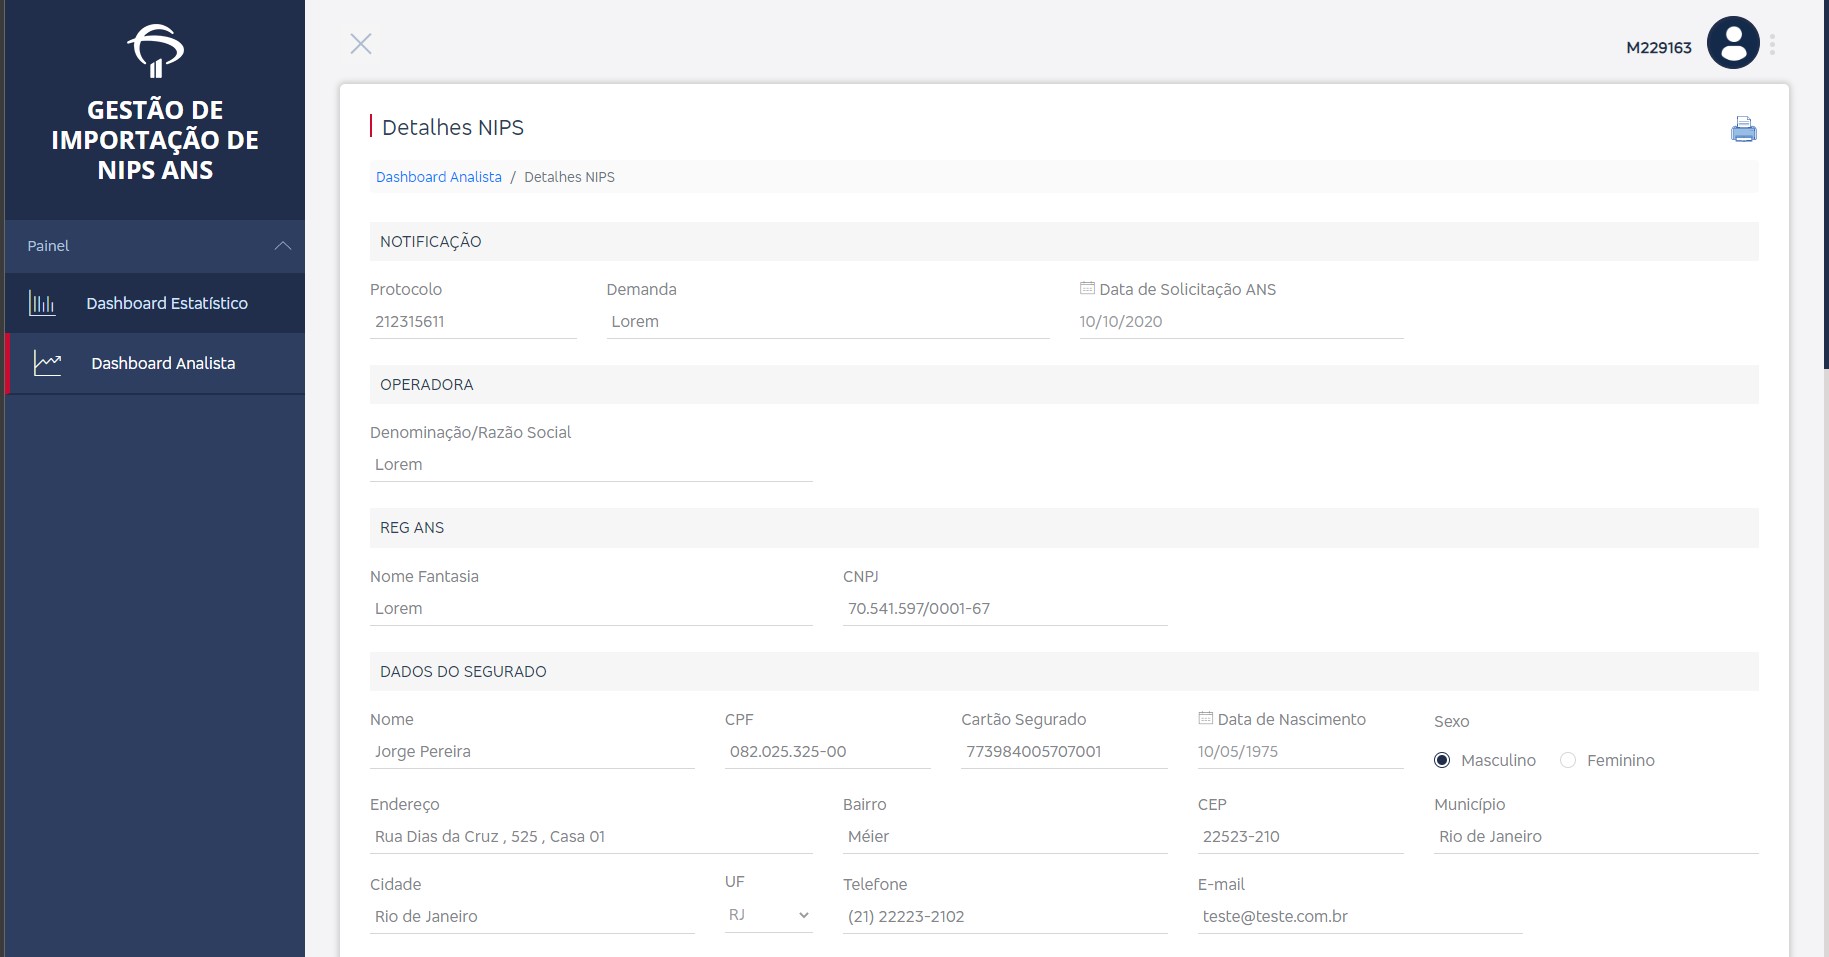 GESTÃO DE
IMPORTAÇÃO DE
NIPS ANS
Painel
Dashboard Estatístico
Dashboard Analista
M229163
Detalhes NIPS
Dashboard Analista / Detalhes NIPS
NOTIFICAÇÃO
Protocolo Demanda Data de Solicitação ANS
212315611 Lorem 10/10/2020
OPERADORA
Denominação/Razão Social
Lorem
REG ANS
Nome Fantasia CNPJ
Lorem 70.541.597/0001-67
DADOS DO SEGURADO
Nome CPF Cartão Segurado Data de Nascimento Sexo
Jorge Pereira 082.025.325-00 773984005707001 10/05/1975 Masculino Feminino
Endereço Bairro CEP Município
Rua Dias da Cruz , 525 , Casa 01 Méier 22523-210 Rio de Janeiro
Cidade UF Telefone E-mail
Rio de Janeiro RJ (21) 22223-2102 teste@teste.com.br